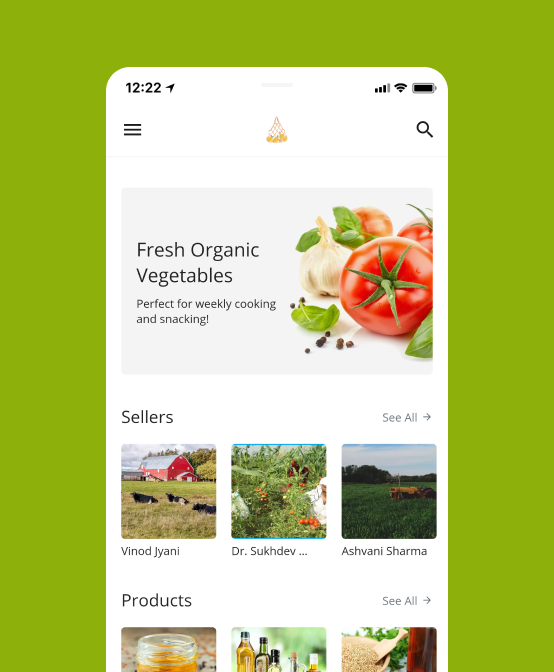 12:22
Fresh Organic
Vegetables
Perfect for weekly cooking
and snacking!
Sellers
See All →
Vinod Jyani
Dr. Sukhdev ...
Ashvani Sharma
Products
See All →